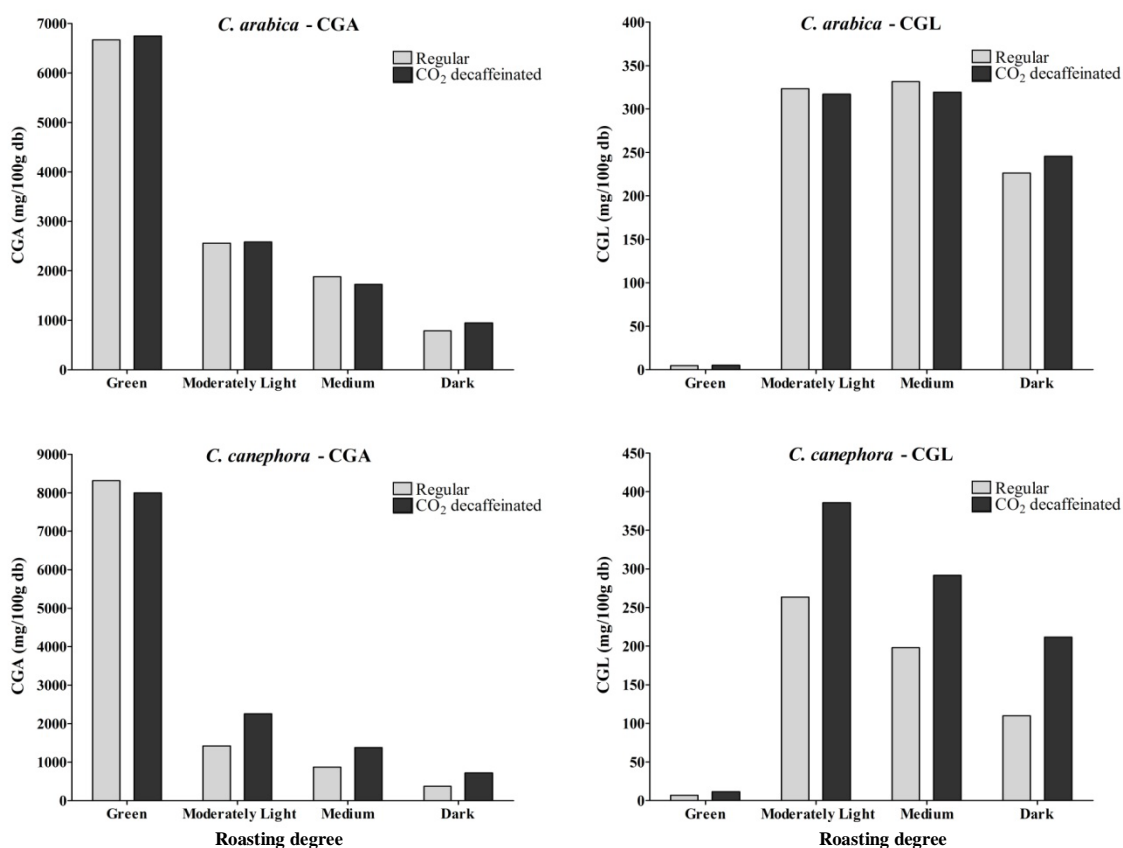 C. arabica - CGA
Regular
CO2 decaffeinated
CGA (mg/100g db)
7000
6000
5000
4000
3000
2000
1000
0
Green Moderately Light Medium Dark
C. arabica - CGL
Regular
CO2 decaffeinated
CGL (mg/100g db)
400
350
300
250
200
150
100
50
0
Green Moderately Light Medium Dark
C. canephora - CGA
Regular
CO2 decaffeinated
CGA (mg/100g db)
9000
8000
7000
6000
5000
4000
3000
2000
1000
0
Green Moderately Light Medium Dark
Roasting degree
C. canephora - CGL
Regular
CO2 decaffeinated
CGL (mg/100g db)
450
400
350
300
250
200
150
100
50
0
Green Moderately Light Medium Dark
Roasting degree